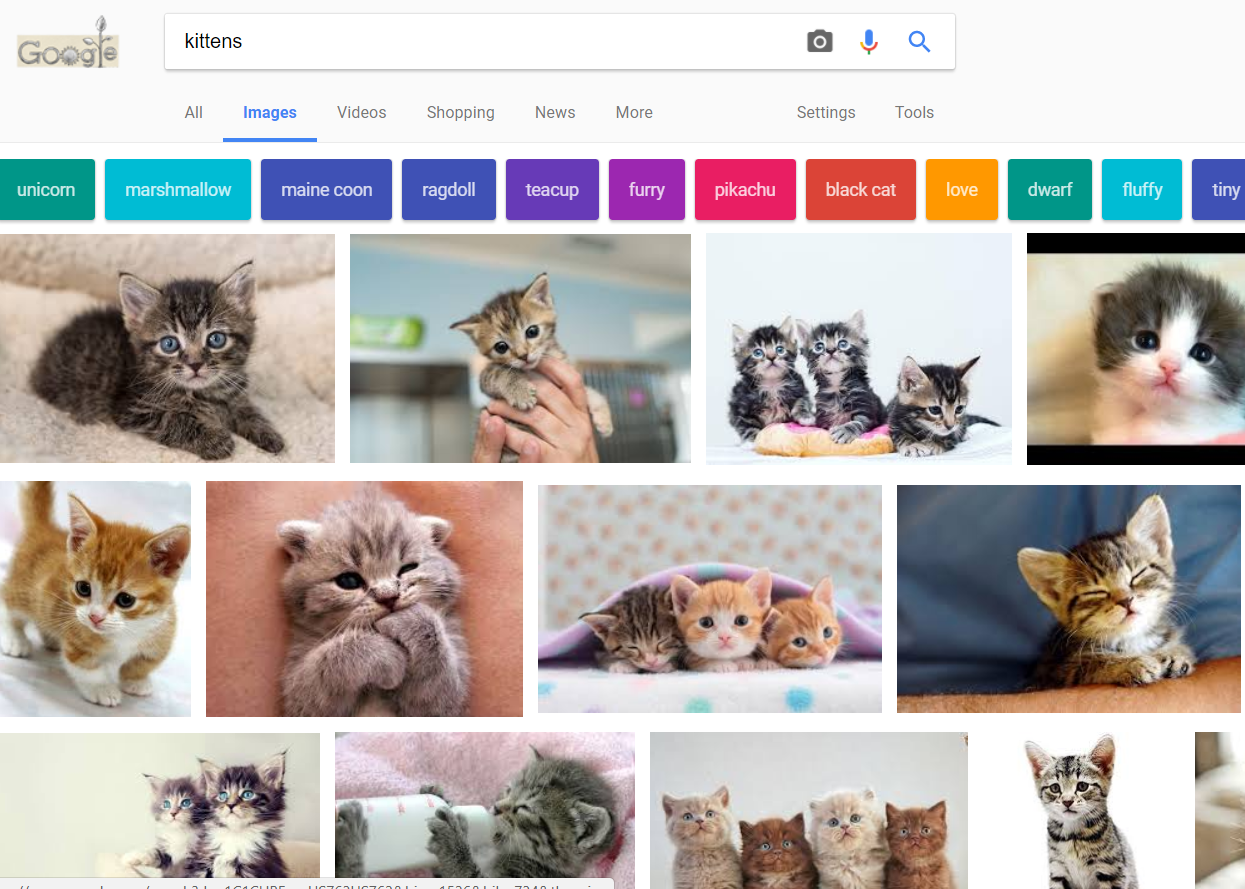 Google
kittens
All Images Videos Shopping News More Settings Tools
unicorn marshmallow maine coon ragdoll teacup furry pikachu black cat love dwarf fluffy tiny